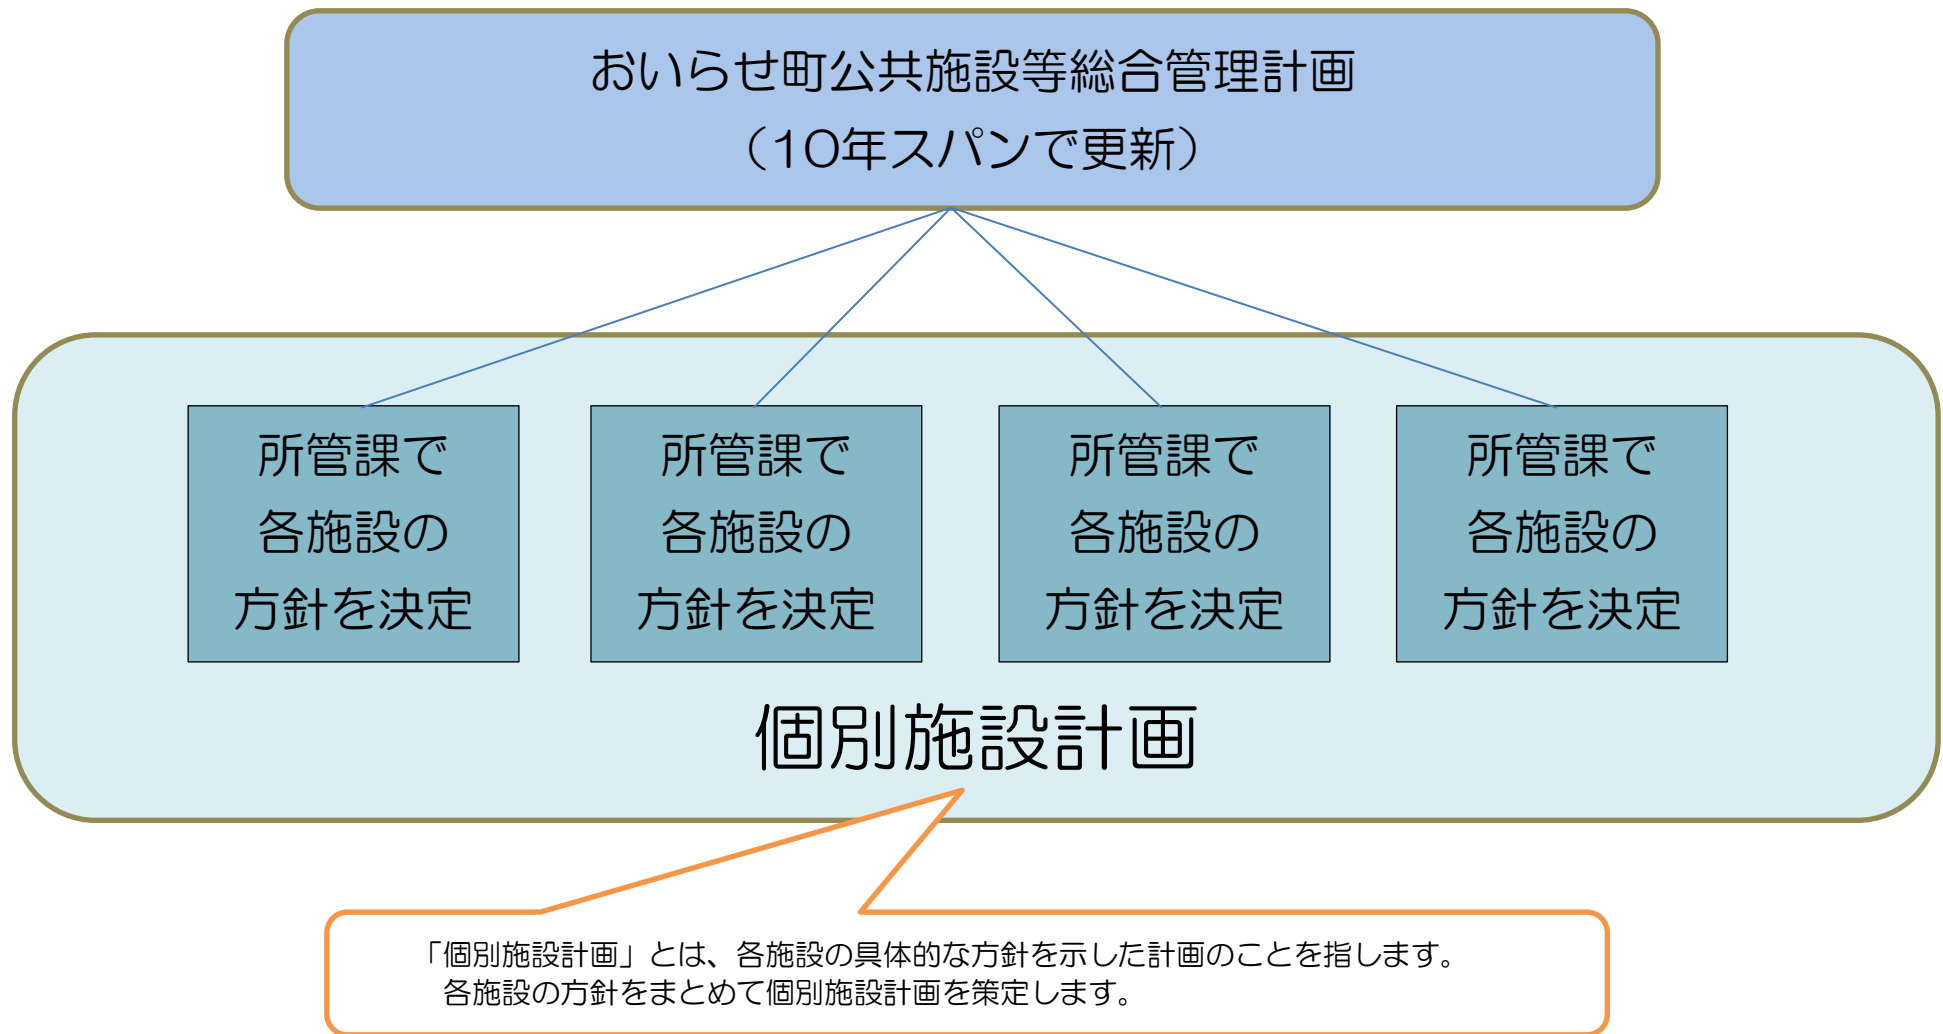 おいらせ町公共施設等総合管理計画
（10年スパンで更新）
所管課で
各施設の
方針を決定
所管課で
各施設の
方針を決定
所管課で
各施設の
方針を決定
所管課で
各施設の
方針を決定
個別施設計画
「個別施設計画」とは、各施設の具体的な方針を示した計画のことを指します。
各施設の方針をまとめて個別施設計画を策定します。